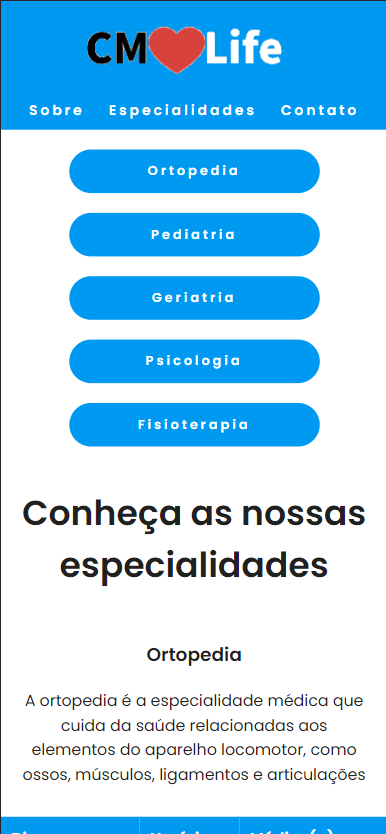 CM Life
Sobre Especialidades Contato
Ortopedia
Pediatria
Geriatria
Psicologia
Fisioterapia
Conheça as nossas
especialidades
Ortopedia
A ortopedia é a especialidade médica que
cuida da saúde relacionadas aos
elementos do aparelho locomotor, como
ossos, músculos, ligamentos e articulações